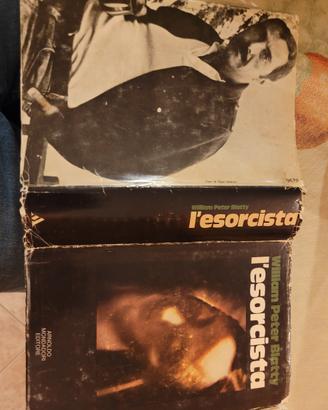 William Peter Blatty
l'esorcista
William Peter Blatty
l'esorcista
ARNOLDO
MONDADORI
EDITORE